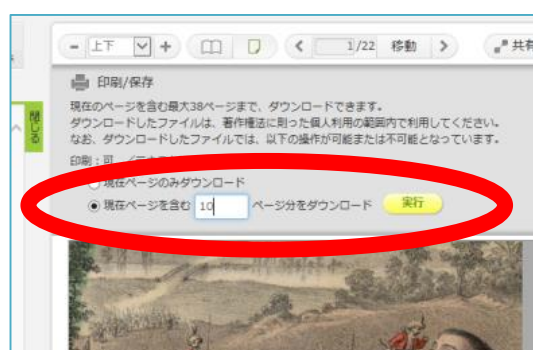 - 上下 + 1/22 移動 共有
印刷/保存
現在のページを含む最大38ページまで、ダウンロードできます。
ダウンロードしたファイルは、著作権法に則った個人利用の範囲内で利用してください。
なお、ダウンロードしたファイルでは、以下の操作が可能または不可能となっています。
閉じる
印刷：可
現在ページのみダウンロード
現在ページを含む 10 ページ分をダウンロード 実行